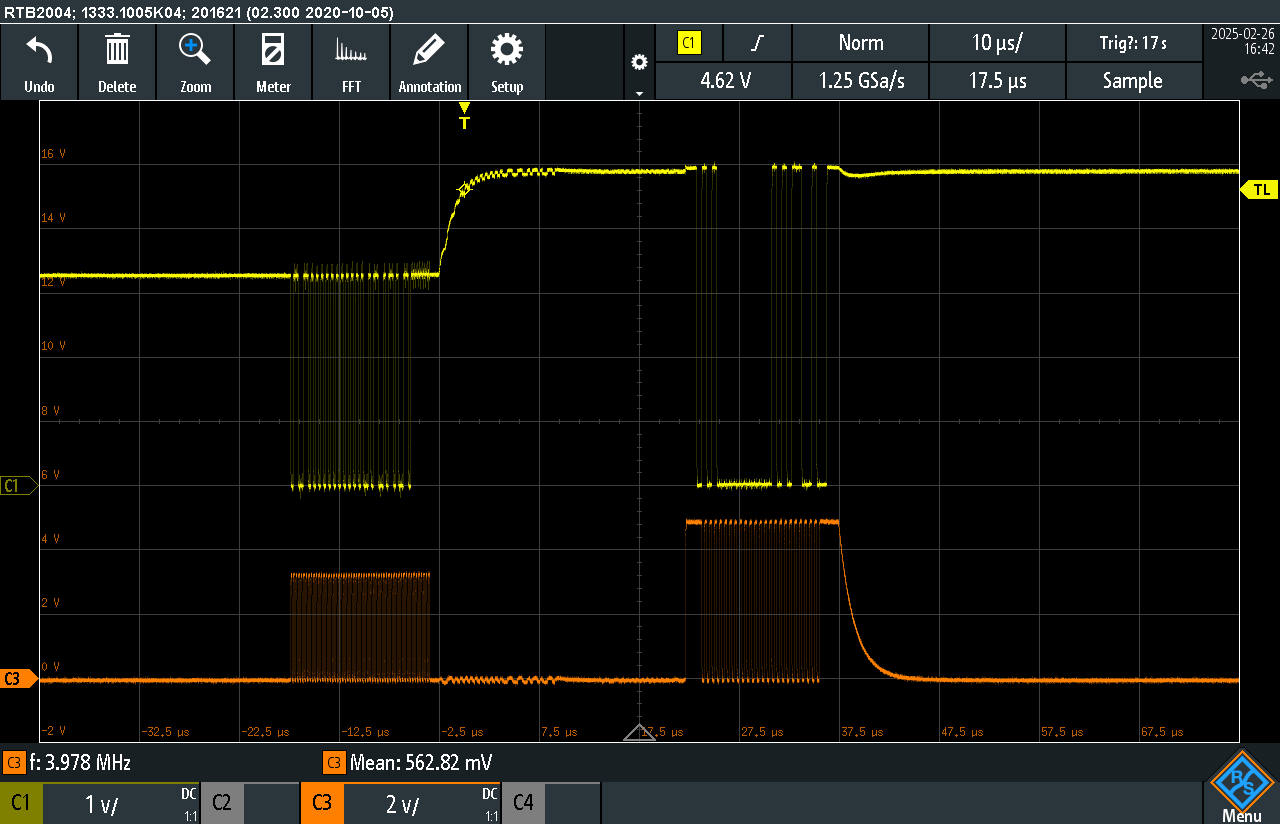 RTB2004; 1333.1005K04; 201621 (02.300 2020-10-05)
Undo Delete Zoom Meter FFT Annotation Setup
C1 Norm 10 µs/ Trig?: 17 s
4.62 V 1.25 GSa/s 17.5 µs Sample
2025-02-26
16:42
T
16 V
TL
14 V
12 V
10 V
8 V
6 V
C1
4 V
2 V
0 V
C3
-2 V -32,5 µs -22,5 µs -12,5 µs -2,5 µs 7,5 µs 17,5 µs 27,5 µs 37,5 µs 47,5 µs 57,5 µs 67,5 µs
C3 f: 3.978 MHz C3 Mean: 562.82 mV
C1 1 V/ DC 1:1 C2 C3 2 V/ DC 1:1 C4
R S
Menu